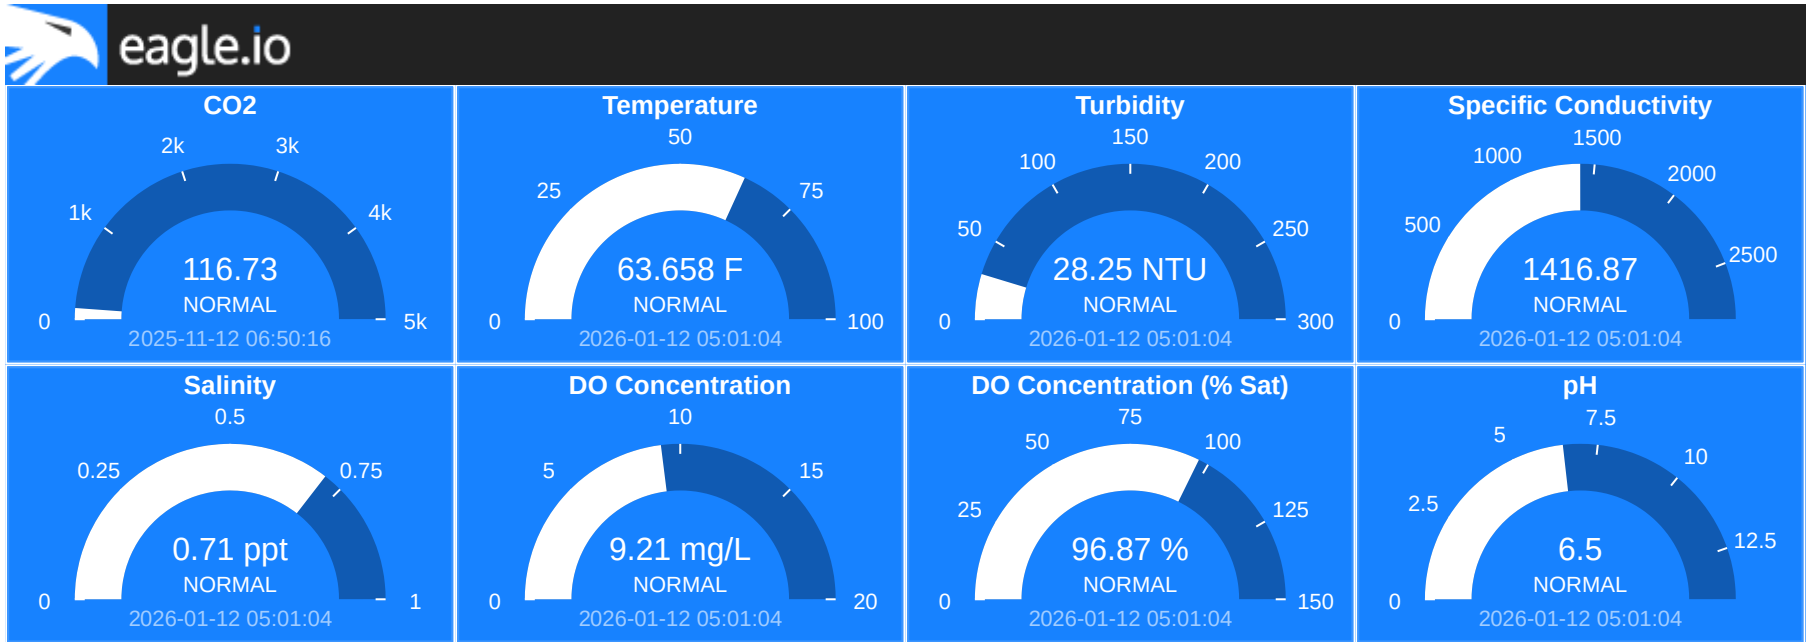 eagle.io
CO2
0
1k
2k
3k
4k
5k
116.73
NORMAL
2025-11-12 06:50:16
Temperature
0
25
50
75
100
63.658 F
NORMAL
2026-01-12 05:01:04
Turbidity
0
50
100
150
200
250
300
28.25 NTU
NORMAL
2026-01-12 05:01:04
Specific Conductivity
0
500
1000
1500
2000
2500
1416.87
NORMAL
2026-01-12 05:01:04
Salinity
0
0.25
0.5
0.75
1
0.71 ppt
NORMAL
2026-01-12 05:01:04
DO Concentration
0
5
10
15
20
9.21 mg/L
NORMAL
2026-01-12 05:01:04
DO Concentration (% Sat)
0
25
50
75
100
125
150
96.87 %
NORMAL
2026-01-12 05:01:04
pH
0
2.5
5
7.5
10
12.5
6.5
NORMAL
2026-01-12 05:01:04